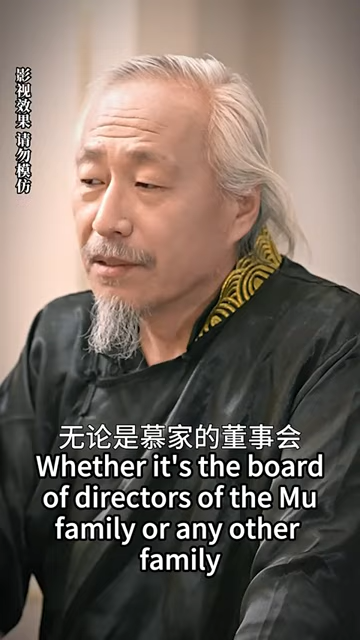 影视效果 请勿模仿
无论是慕家的董事会
Whether it's the board
of directors of the Mu
family or any other
family